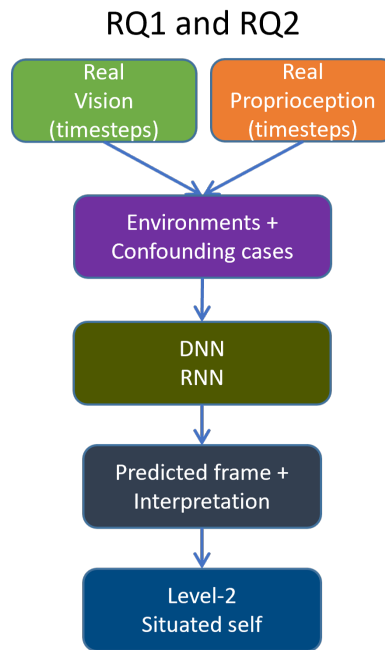 RQ1 and RQ2
Real
Vision
(timesteps)
Real
Proprioception
(timesteps)
Environments +
Confounding cases
DNN
RNN
Predicted frame +
Interpretation
Level-2
Situated self